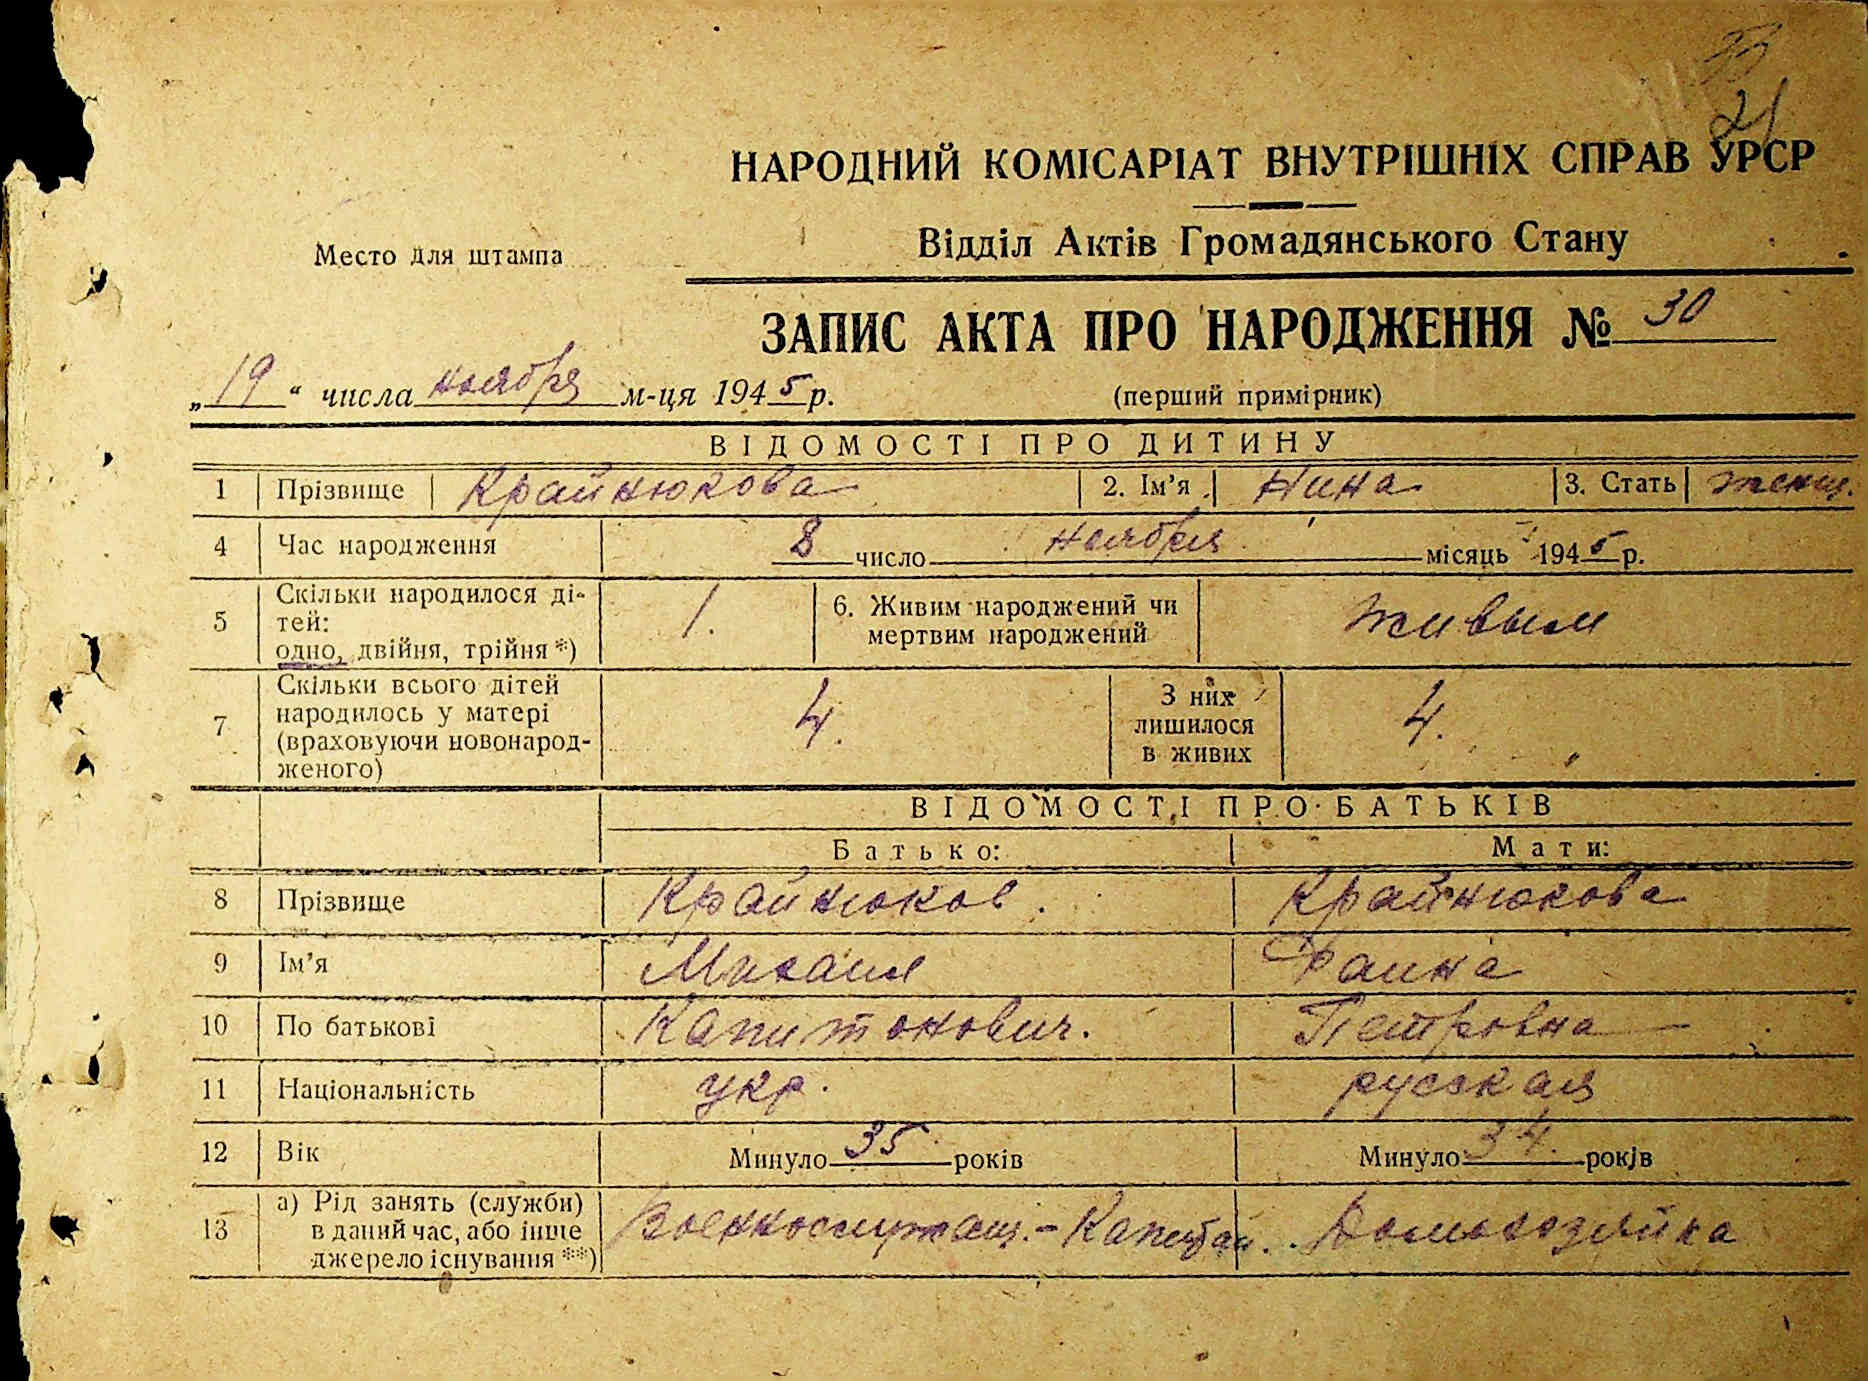 21
НАРОДНИЙ КОМІСАРІАТ ВНУТРІШНІХ СПРАВ УРСР
Відділ Актів Громадянського Стану
Место для штампа
ЗАПИС АКТА ПРО НАРОДЖЕННЯ № 30
„19“ числа ноября м-ця 1945 р. (перший примірник)
ВІДОМОСТІ ПРО ДИТИНУ
1 Прізвище Крайнюкова 2. Ім’я Нина 3. Стать женщ.
4 Час народження 8 число ноября місяць 1945 р.
5 Скільки народилося ді-
тей:
одно, двійня, трійня *) 1. 6. Живим народжений чи
мертвим народжений живым
7 Скільки всього дітей
народилось у матері
(враховуючи новонарод-
женого) 4. З них
лишилося
в живих 4.
ВІДОМОСТІ ПРО БАТЬКІВ
Батько: Мати:
8 Прізвище Крайнюков. Крайнюкова
9 Ім’я Михаил Фаина
10 По батькові Капитонович. Петровна
11 Національність укр. русская
12 Вік Минуло 35 років Минуло 34. років
13 а) Рід занять (служби)
в даний час, або інше
джерело існування **) Военнослужащ. - Капитан. Домохозяйка